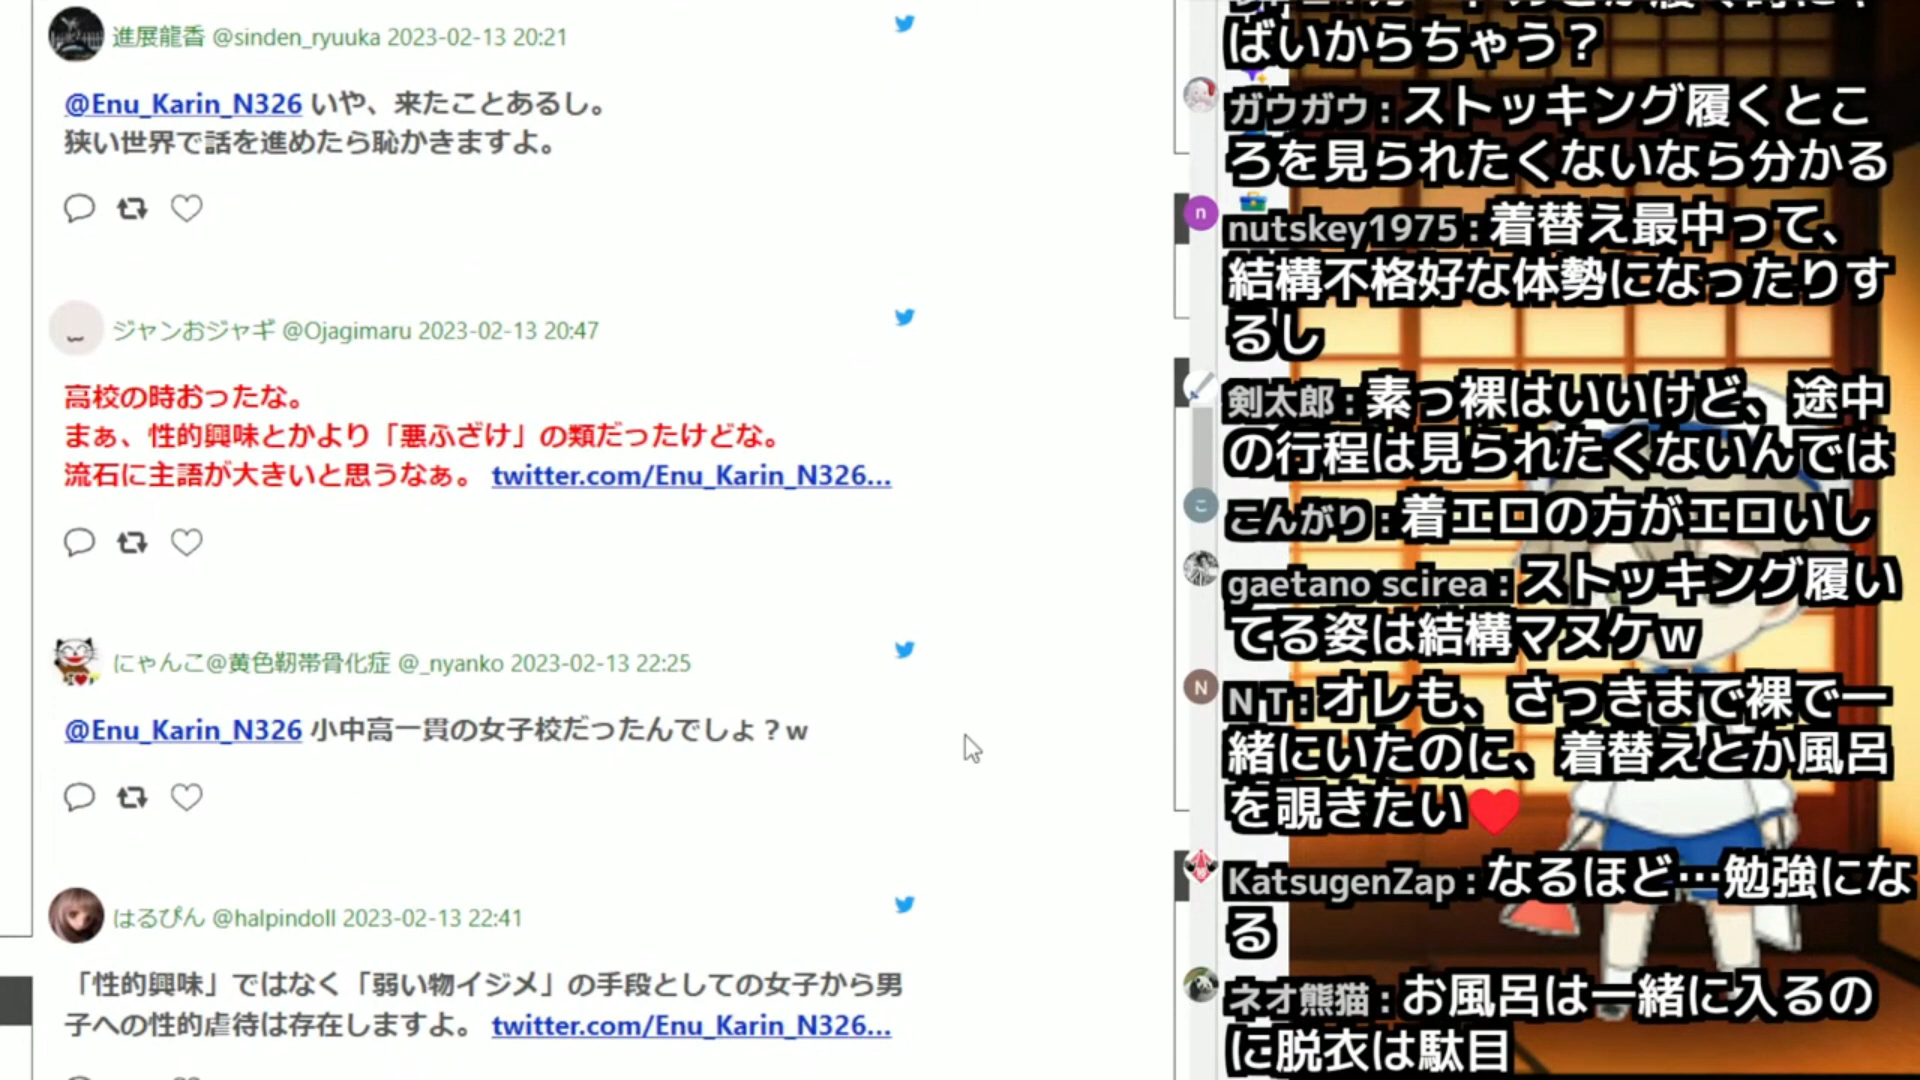 進展龍香 @sinden_ryuuka 2023-02-13 20:21
@Enu_Karin_N326 いや、来たことあるし。
狭い世界で話を進めたら恥かきますよ。
ジャンおジャギ @Ojagimaru 2023-02-13 20:47
高校の時おったな。
まぁ、性的興味とかより「悪ふざけ」の類だったけどな。
流石に主語が大きいと思うなぁ。 twitter.com/Enu_Karin_N326...
にゃんこ@黄色靭帯骨化症 @_nyanko 2023-02-13 22:25
@Enu_Karin_N326 小中高一貫の女子校だったんでしょ？w
はるぴん @halpindoll 2023-02-13 22:41
「性的興味」ではなく「弱い物イジメ」の手段としての女子から男
子への性的虐待は存在しますよ。 twitter.com/Enu_Karin_N326...
ばいからちゃう？
ガウガウ : ストッキング履くとこ
ろを見られたくないなら分かる
n
nutskey1975 : 着替え最中って、
結構不格好な体勢になったりす
るし
剣太郎 : 素っ裸はいいけど、途中
の行程は見られたくないんでは
こ
こんがり : 着エロの方がエロいし
gaetano scirea : ストッキング履い
てる姿は結構マヌケw
N
N T : オレも、さっきまで裸で一
緒にいたのに、着替えとか風呂
を覗きたい❤
KatsugenZap : なるほど…勉強にな
る
ネオ熊猫 : お風呂は一緒に入るの
に脱衣は駄目